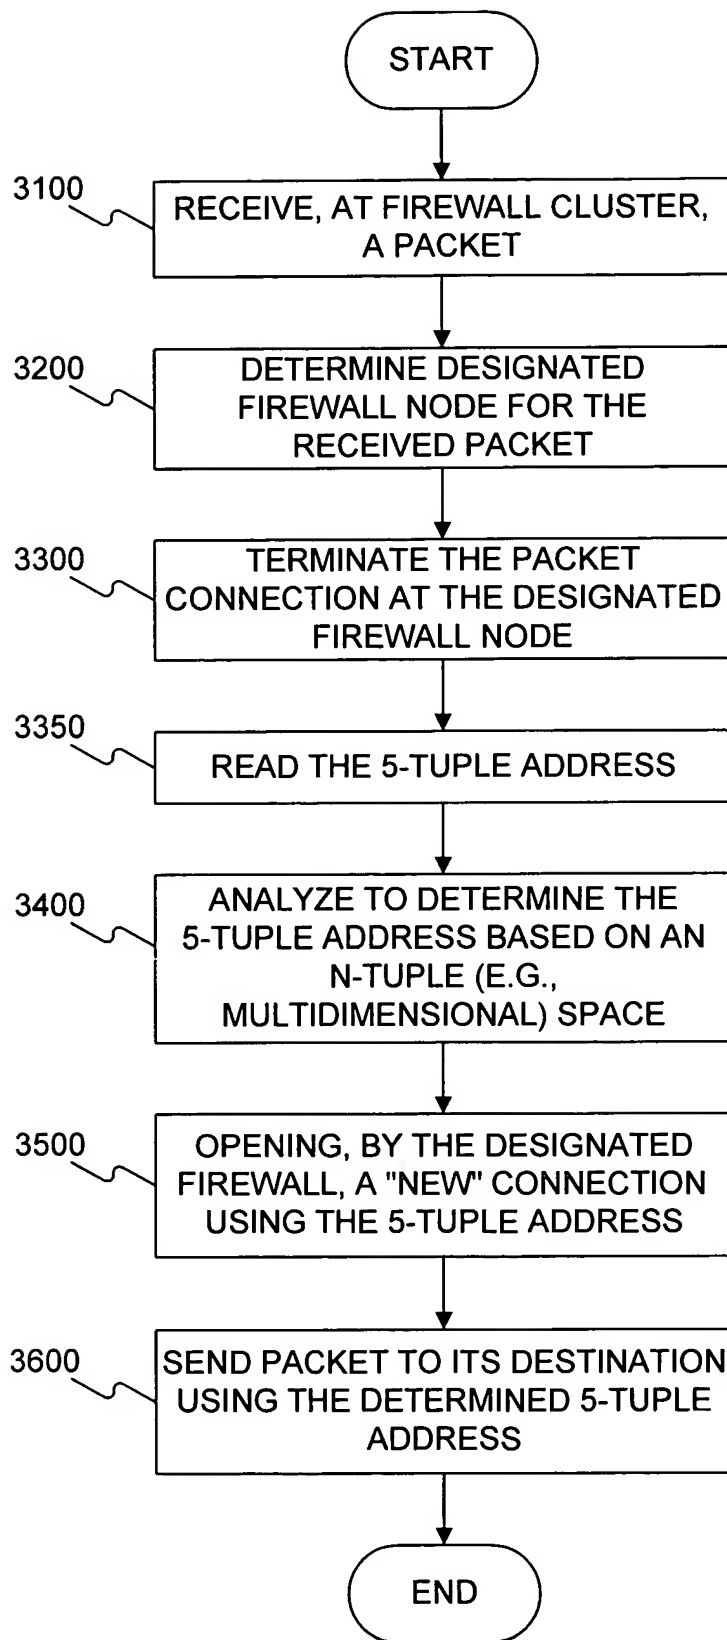 START
3100
RECEIVE, AT FIREWALL CLUSTER,
A PACKET
3200
DETERMINE DESIGNATED
FIREWALL NODE FOR THE
RECEIVED PACKET
3300
TERMINATE THE PACKET
CONNECTION AT THE DESIGNATED
FIREWALL NODE
3350
READ THE 5-TUPLE ADDRESS
3400
ANALYZE TO DETERMINE THE
5-TUPLE ADDRESS BASED ON AN
N-TUPLE (E.G.,
MULTIDIMENSIONAL) SPACE
3500
OPENING, BY THE DESIGNATED
FIREWALL, A "NEW" CONNECTION
USING THE 5-TUPLE ADDRESS
3600
SEND PACKET TO ITS DESTINATION
USING THE DETERMINED 5-TUPLE
ADDRESS
END